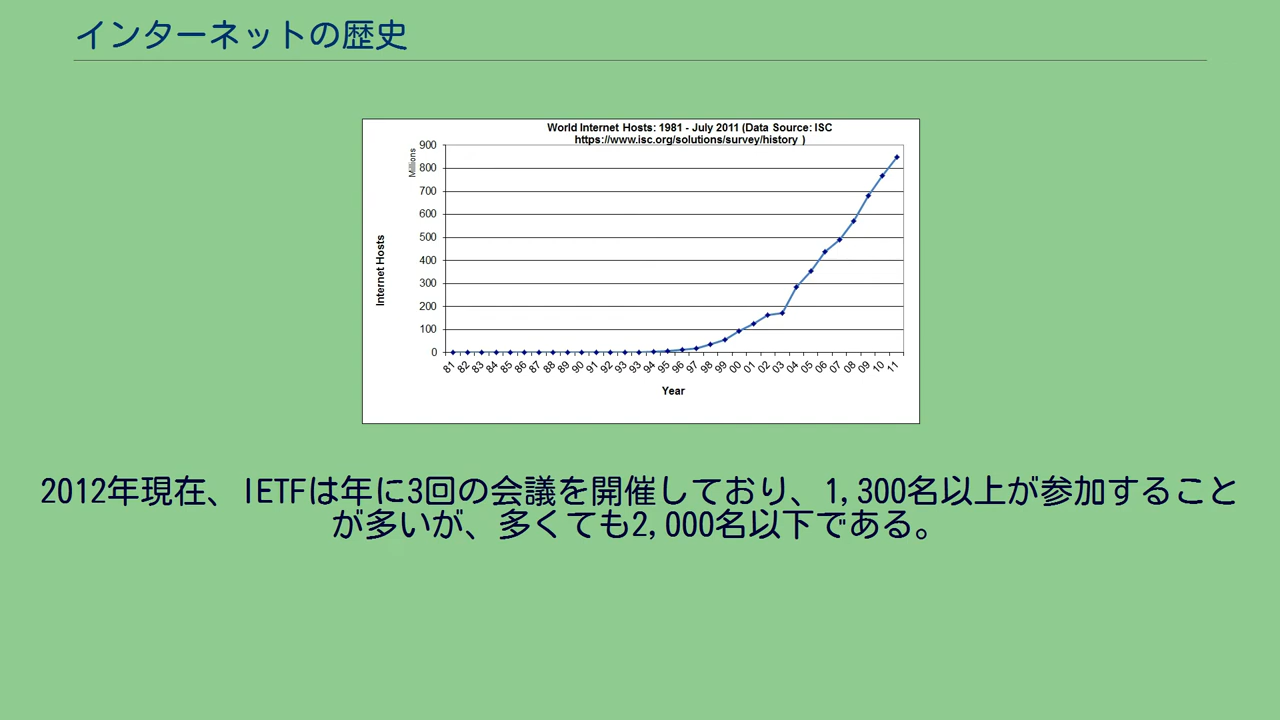 インターネットの歴史
World Internet Hosts: 1981 - July 2011 (Data Source: ISC
https://www.isc.org/solutions/survey/history )
Millions
Internet Hosts
900
800
700
600
500
400
300
200
100
0
81 82 83 84 85 86 87 88 89 90 91 92 93 93 94 95 96 97 98 99 00 01 02 03 04 05 06 07 08 09 10 11
Year
2012年現在、IETFは年に3回の会議を開催しており、1,300名以上が参加すること
が多いが、多くても2,000名以下である。